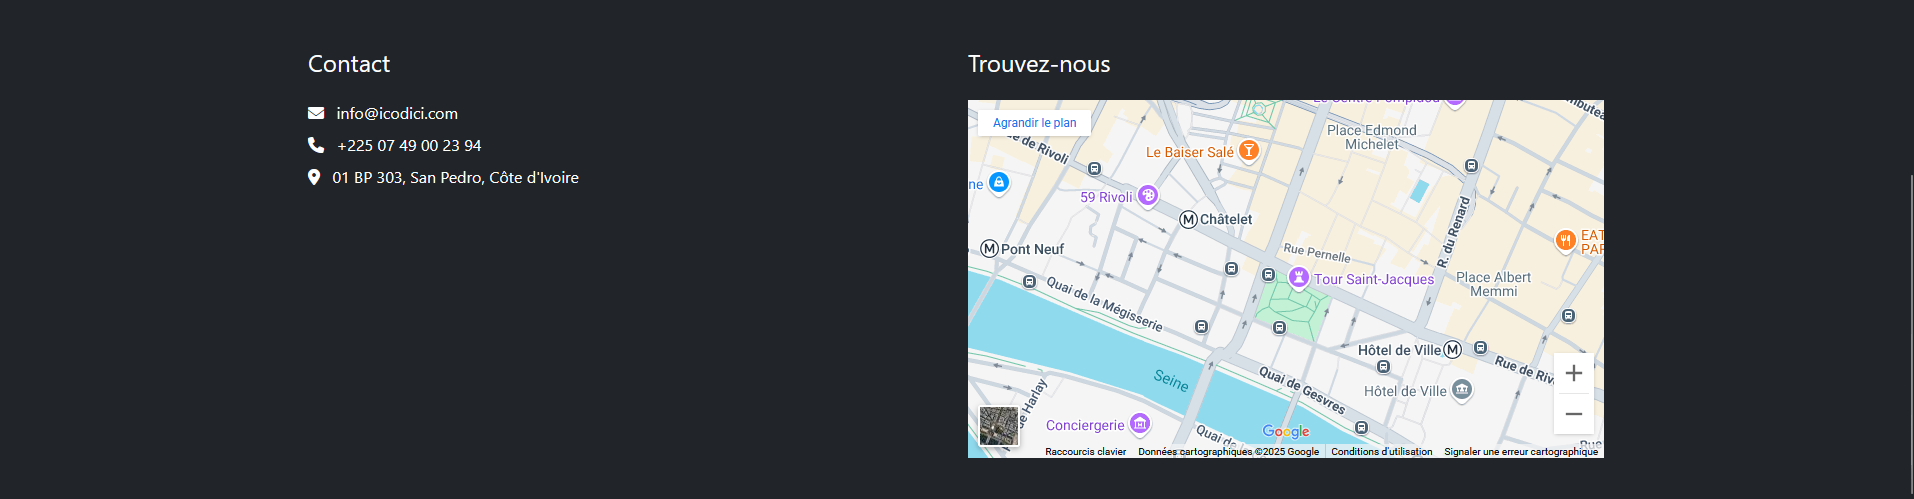 Contact
info@icodici.com
+225 07 49 00 23 94
01 BP 303, San Pedro, Côte d'Ivoire
Trouvez-nous
Agrandir le plan
Le Centre Pompidou
Place Edmond
Michelet
de Rivoli
Le Baiser Salé
ne
59 Rivoli
M Châtelet
R. du Renard
EAT
PAR
M Pont Neuf
Rue Pernelle
Tour Saint-Jacques
Place Albert
Memmi
Quai de la Mégisserie
Hôtel de Ville M
Rue de Riv
Seine
Quai de Gesvres
Hôtel de Ville
de Harlay
Conciergerie
Quai
Google
Rue
Raccourcis clavier
Données cartographiques ©2025 Google
Conditions d'utilisation
Signaler une erreur cartographique